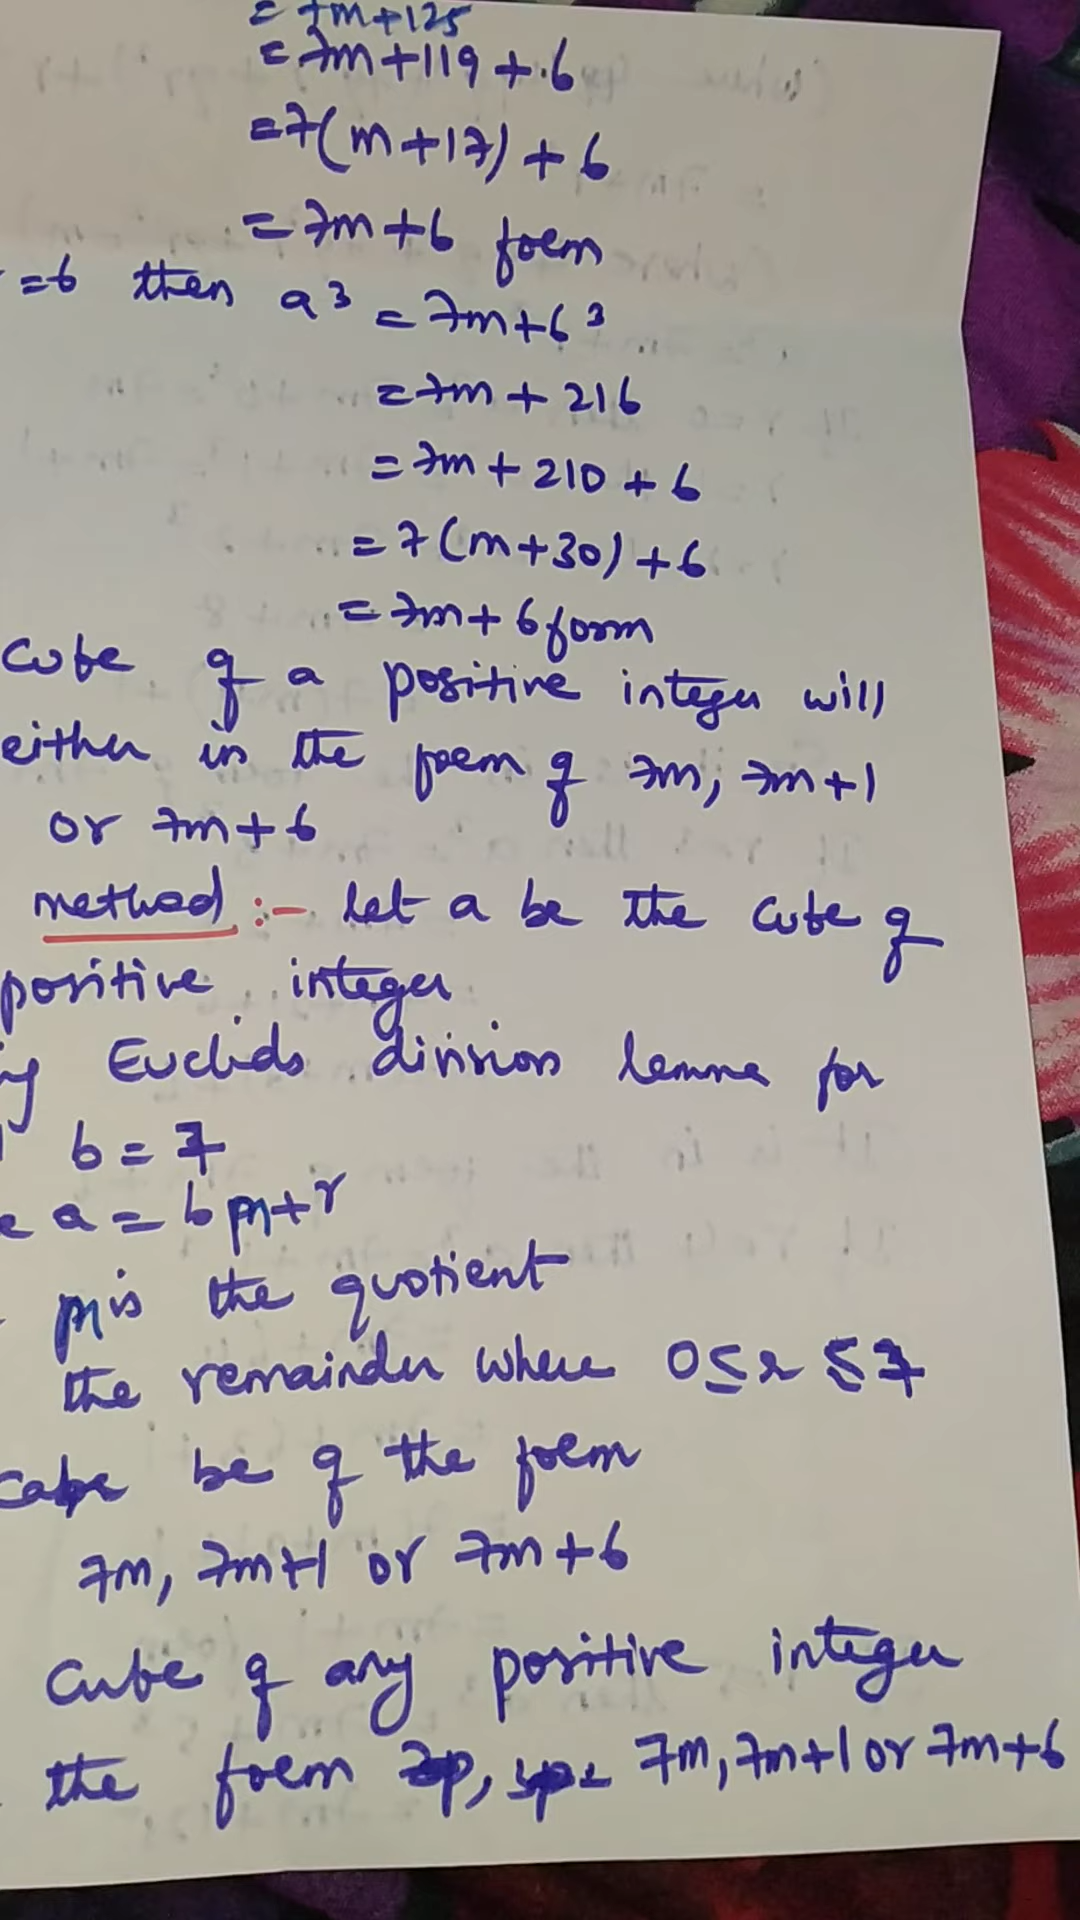 = 7m+125
= 7m+119+6
=7(m+17)+6
= 7m+6 form
=6 then a³ = 7m+6³
=7m+216
=7m+210+6
=7(m+30)+6
=7m+6 form
cube of a positive integer will
either in the form of 7m, 7m+1
or 7m+6
method :- let a be the cube of
positive integer
Euclids division lemma for
b=7
a=bm+r
m is the quotient
the remainder where 0≤r≤7
be of the form
7m, 7m+1 or 7m+6
cube of any positive integer
the form 7m, 7m+1 or 7m+6